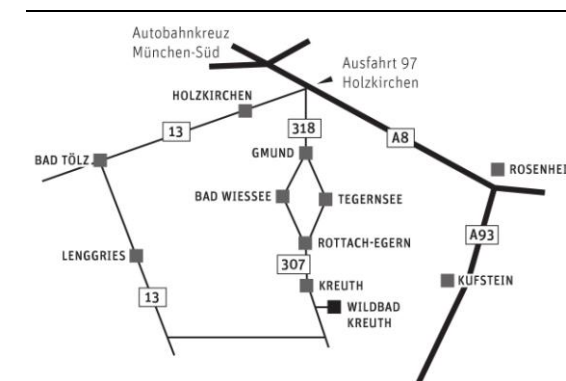 Autobahnkreuz
München-Süd
Ausfahrt 97
Holzkirchen
HOLZKIRCHEN
13
318
A8
GMUND
BAD TÖLZ
ROSENHEI
BAD WIESSEE
TEGERNSEE
A93
ROTTACH-EGERN
LENGGRIES
307
KUFSTEIN
KREUTH
13
WILDBAD
KREUTH